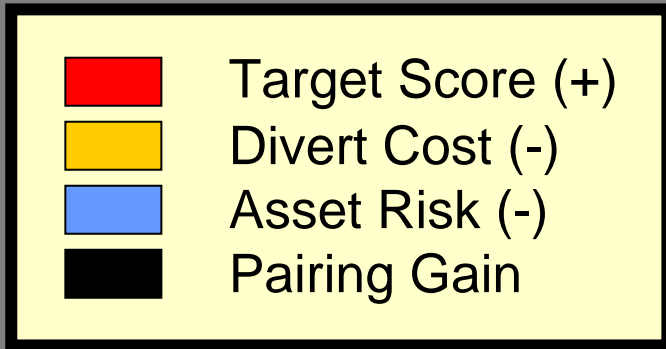 Target Score (+)
Divert Cost (-)
Asset Risk (-)
Pairing Gain